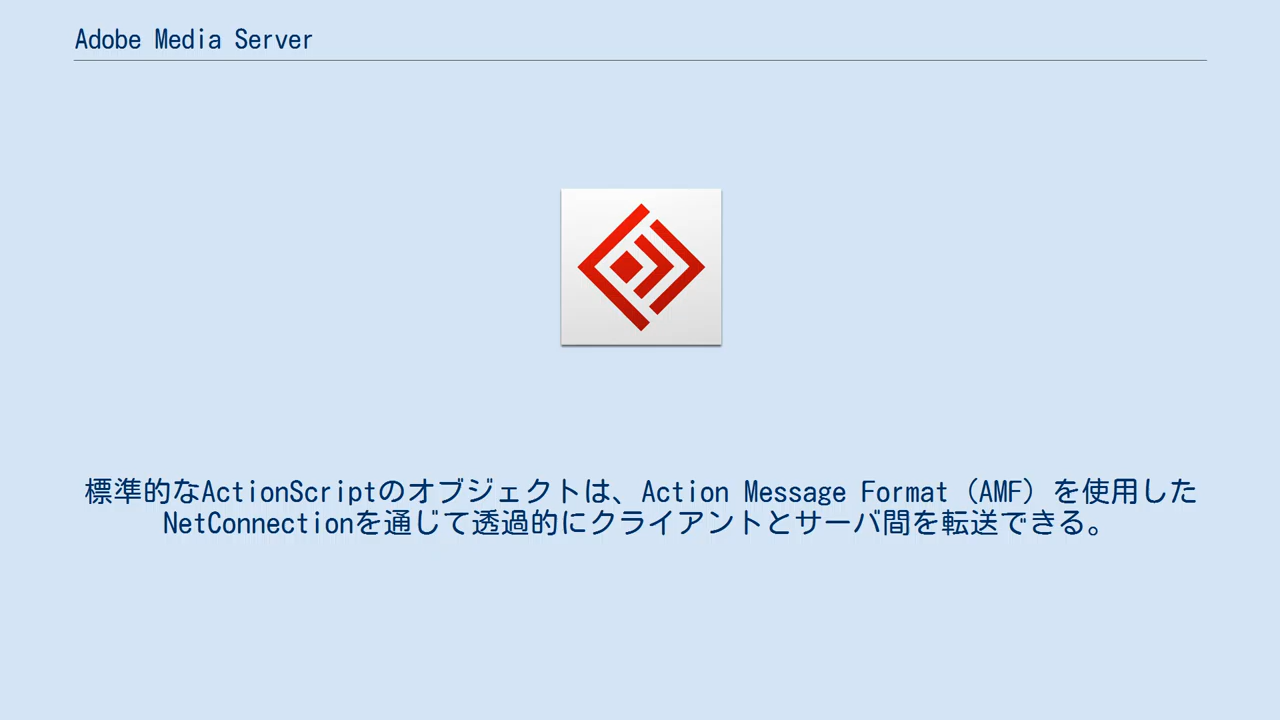 Adobe Media Server
標準的なActionScriptのオブジェクトは、Action Message Format（AMF）を使用した
NetConnectionを通じて透過的にクライアントとサーバ間を転送できる。